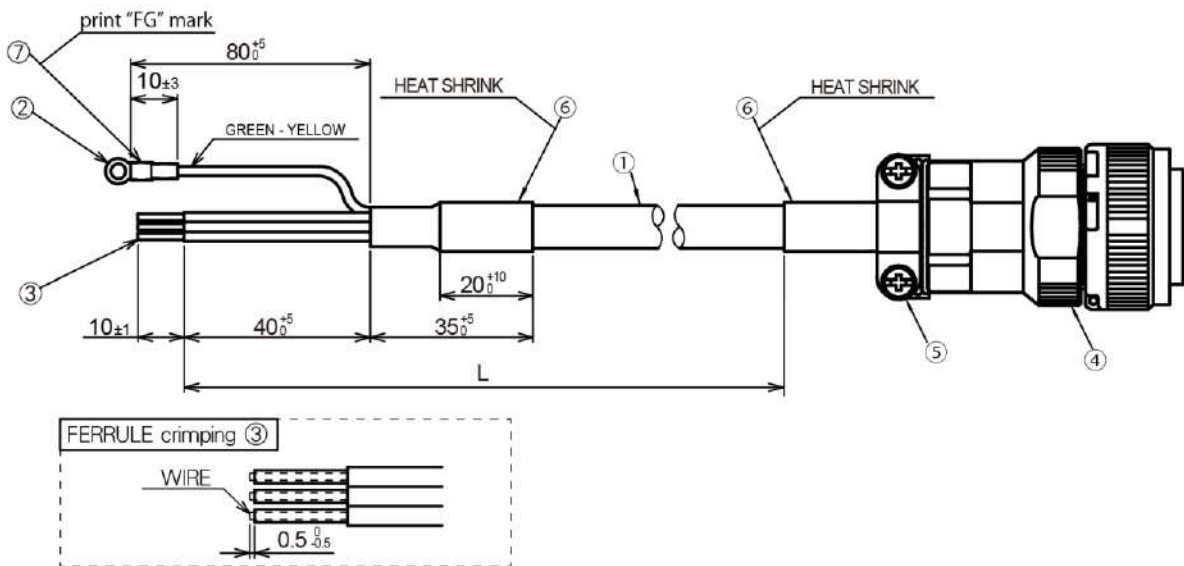 print "FG" mark
⑦
80 +5 0
10±3
HEAT SHRINK
⑥
⑥
HEAT SHRINK
②
GREEN - YELLOW
①
③
20 +10 0
10±1
40 +5 0
35 +5 0
⑤
④
L
FERRULE crimping ③
WIRE
0.5 0 -0.5